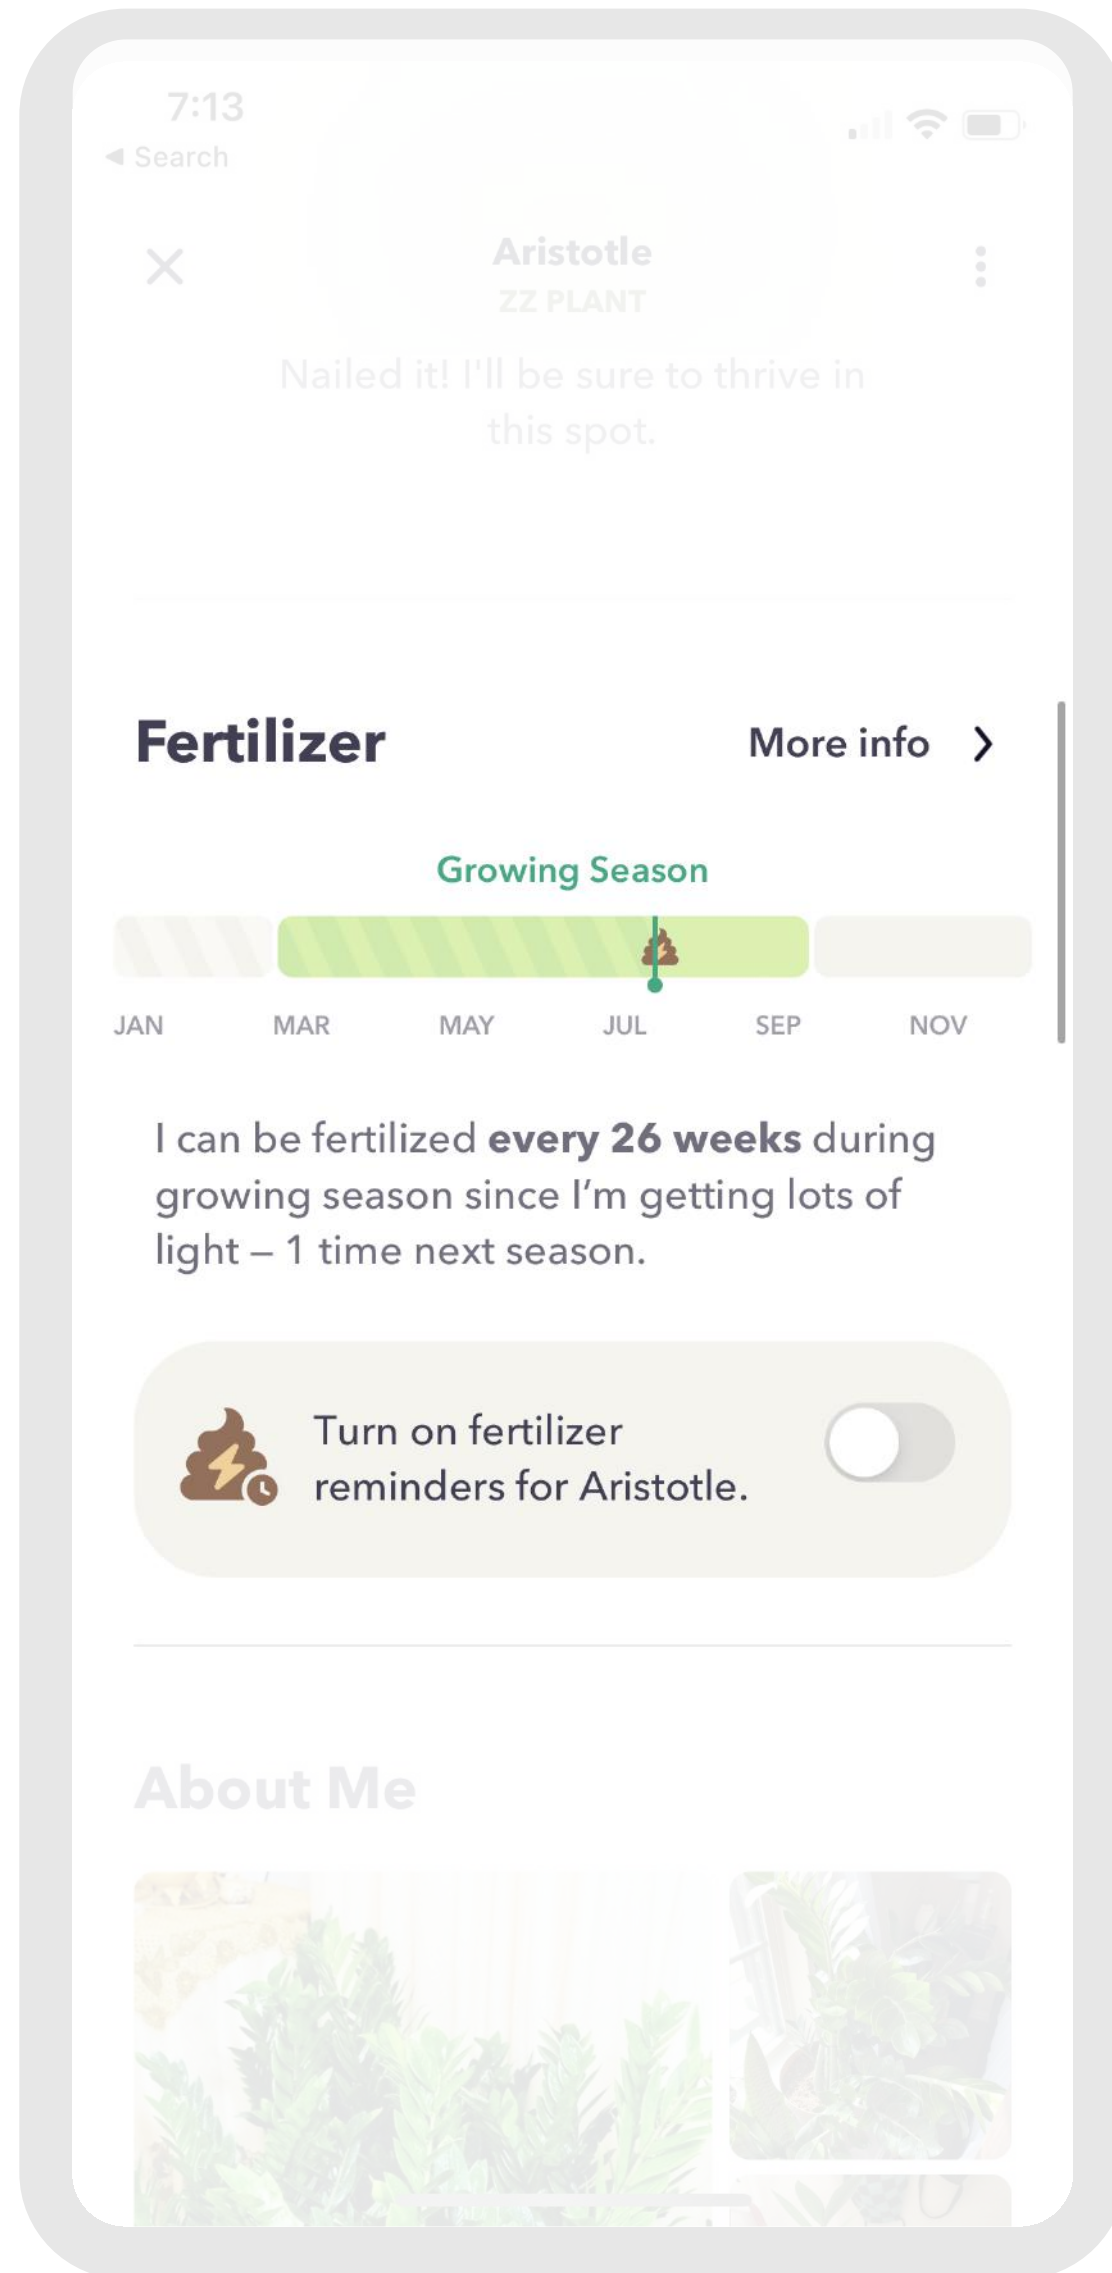 7:13
◀ Search
Aristotle
ZZ PLANT
Nailed it! I'll be sure to thrive in
this spot.
Fertilizer
More info
Growing Season
JAN MAR MAY JUL SEP NOV
I can be fertilized every 26 weeks during
growing season since I’m getting lots of
light – 1 time next season.
Turn on fertilizer
reminders for Aristotle.
About Me